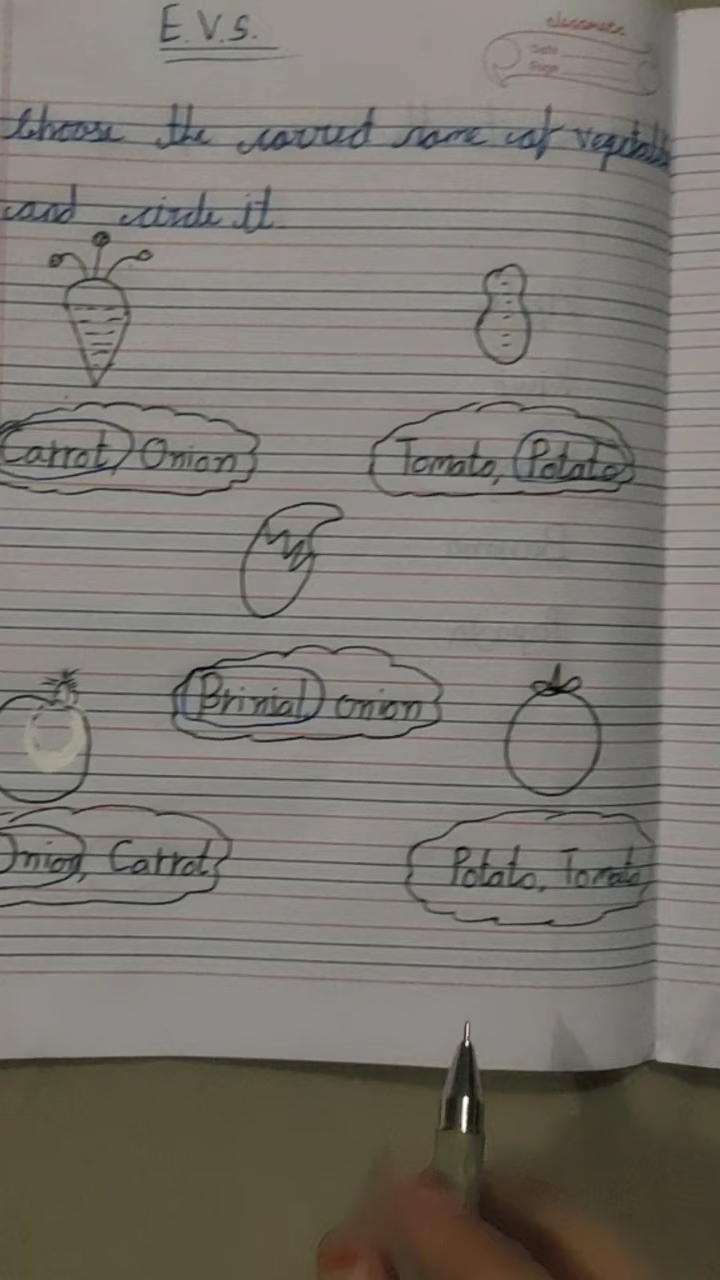 E.V.S.
classmate
Date
Page
Choose the correct name of vegetable
and circle it
Carrot, Onion
Tomato, Potato
Brinial onion
Onion, Carrot
Potato, Tomato